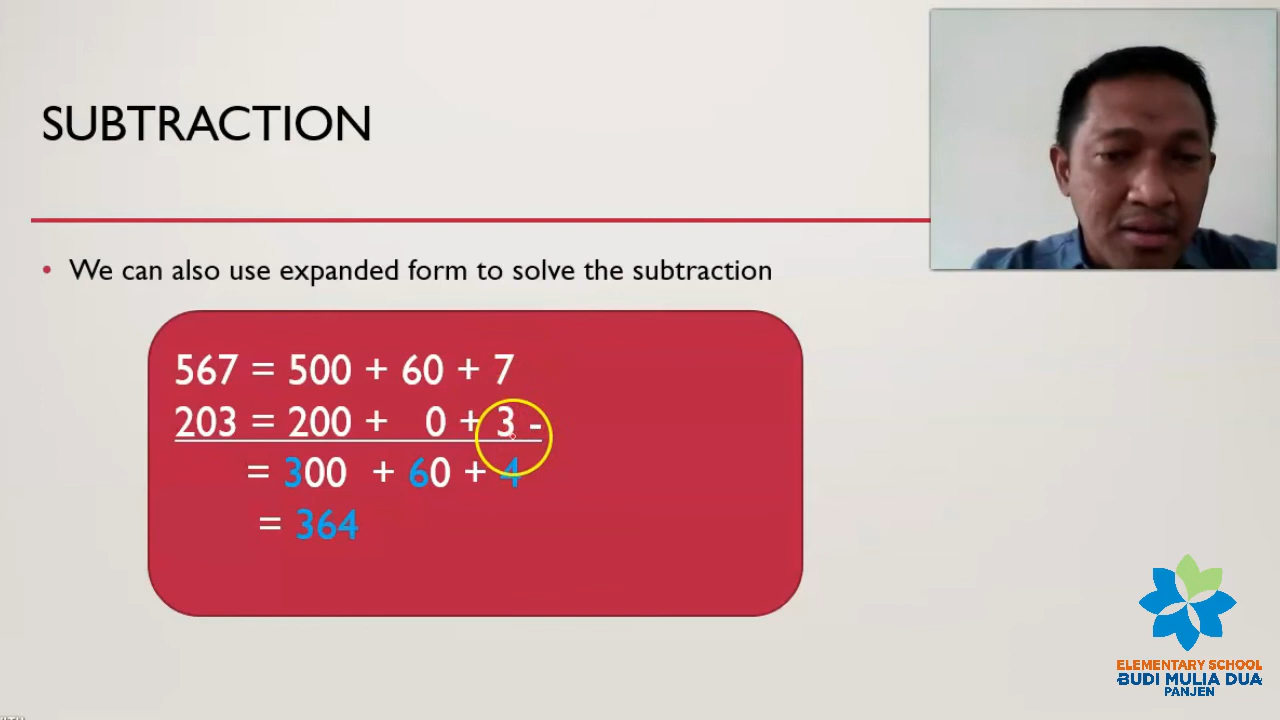 SUBTRACTION
• We can also use expanded form to solve the subtraction
567 = 500 + 60 + 7
203 = 200 + 0 + 3 -
= 300 + 60 + 4
= 364
ELEMENTARY SCHOOL
BUDI MULIA DUA
PANJEN